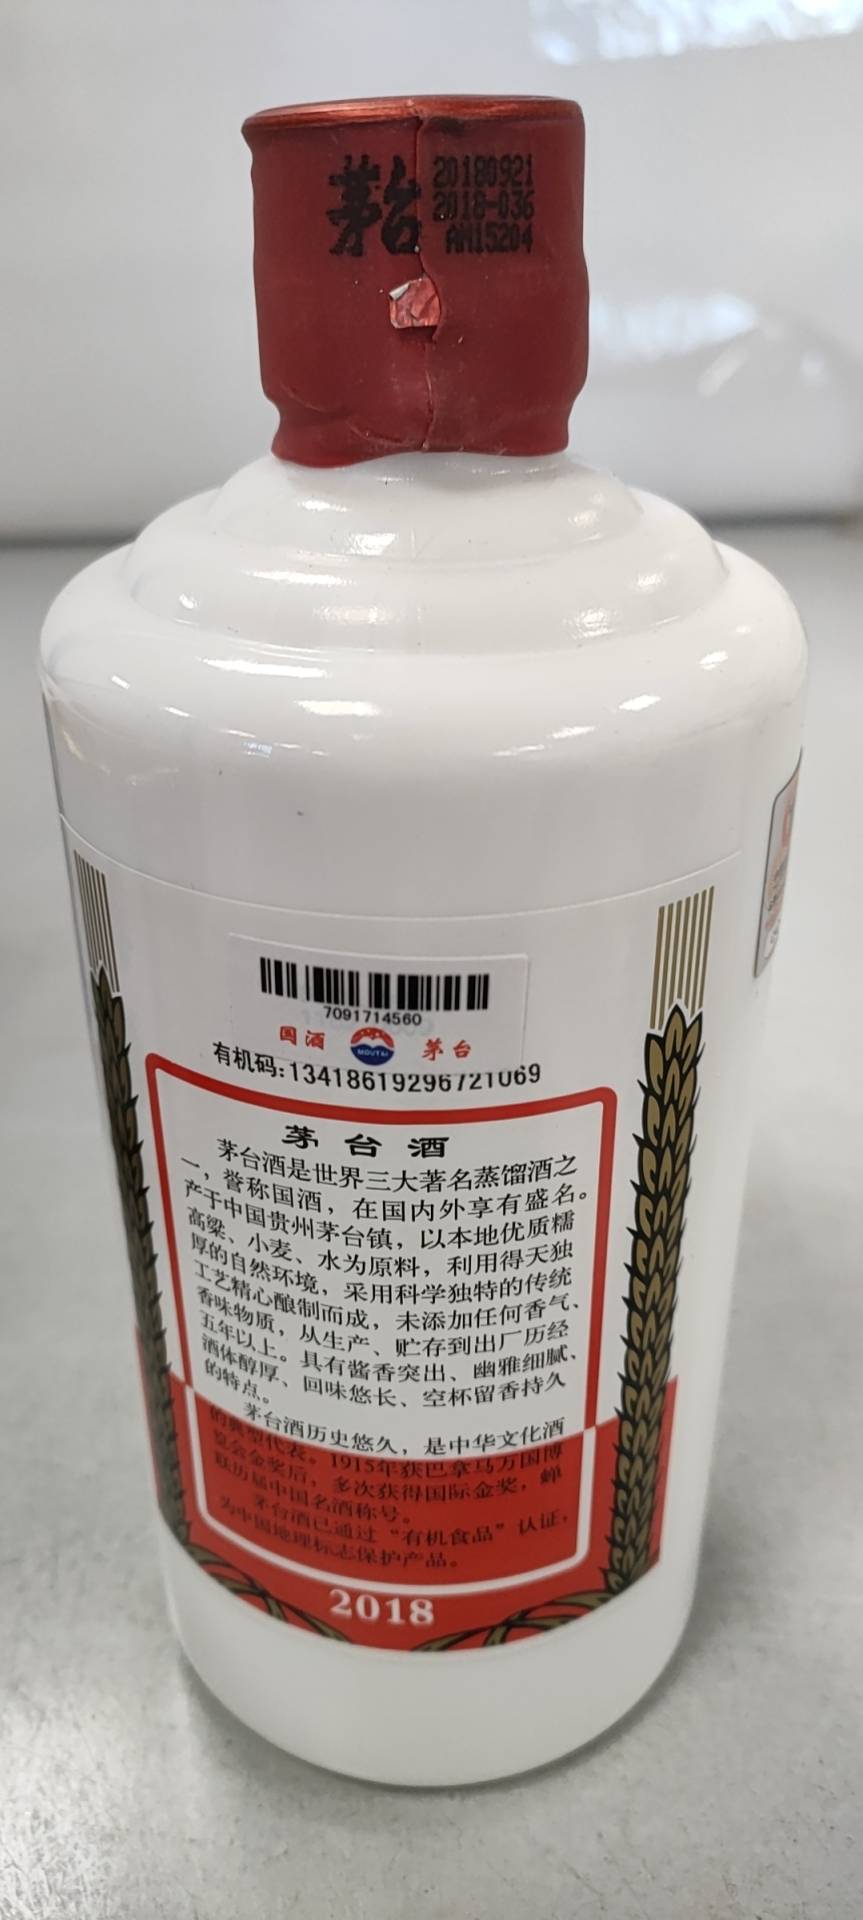 茅台
20180921
2018-036
AM15204
7091714560
国酒 MOUTAI 茅台
有机码:13418619296721069
茅台酒
茅台酒是世界三大著名蒸馏酒之
一，誉称国酒，在国内外享有盛名。
产于中国贵州茅台镇，以本地优质糯
高粱、小麦、水为原料，利用得天独
厚的自然环境，采用科学独特的传统
工艺精心酿制而成，未添加任何香气、
香味物质，从生产、贮存到出厂历经
五年以上。具有酱香突出、幽雅细腻、
酒体醇厚、回味悠长、空杯留香持久
的特点。
茅台酒历史悠久，是中华文化酒
的典型代表。1915年获巴拿马万国博
览会金奖后，多次获得国际金奖，蝉
联历届中国名酒称号。
茅台酒已通过“有机食品”认证，
为中国地理标志保护产品。
2018